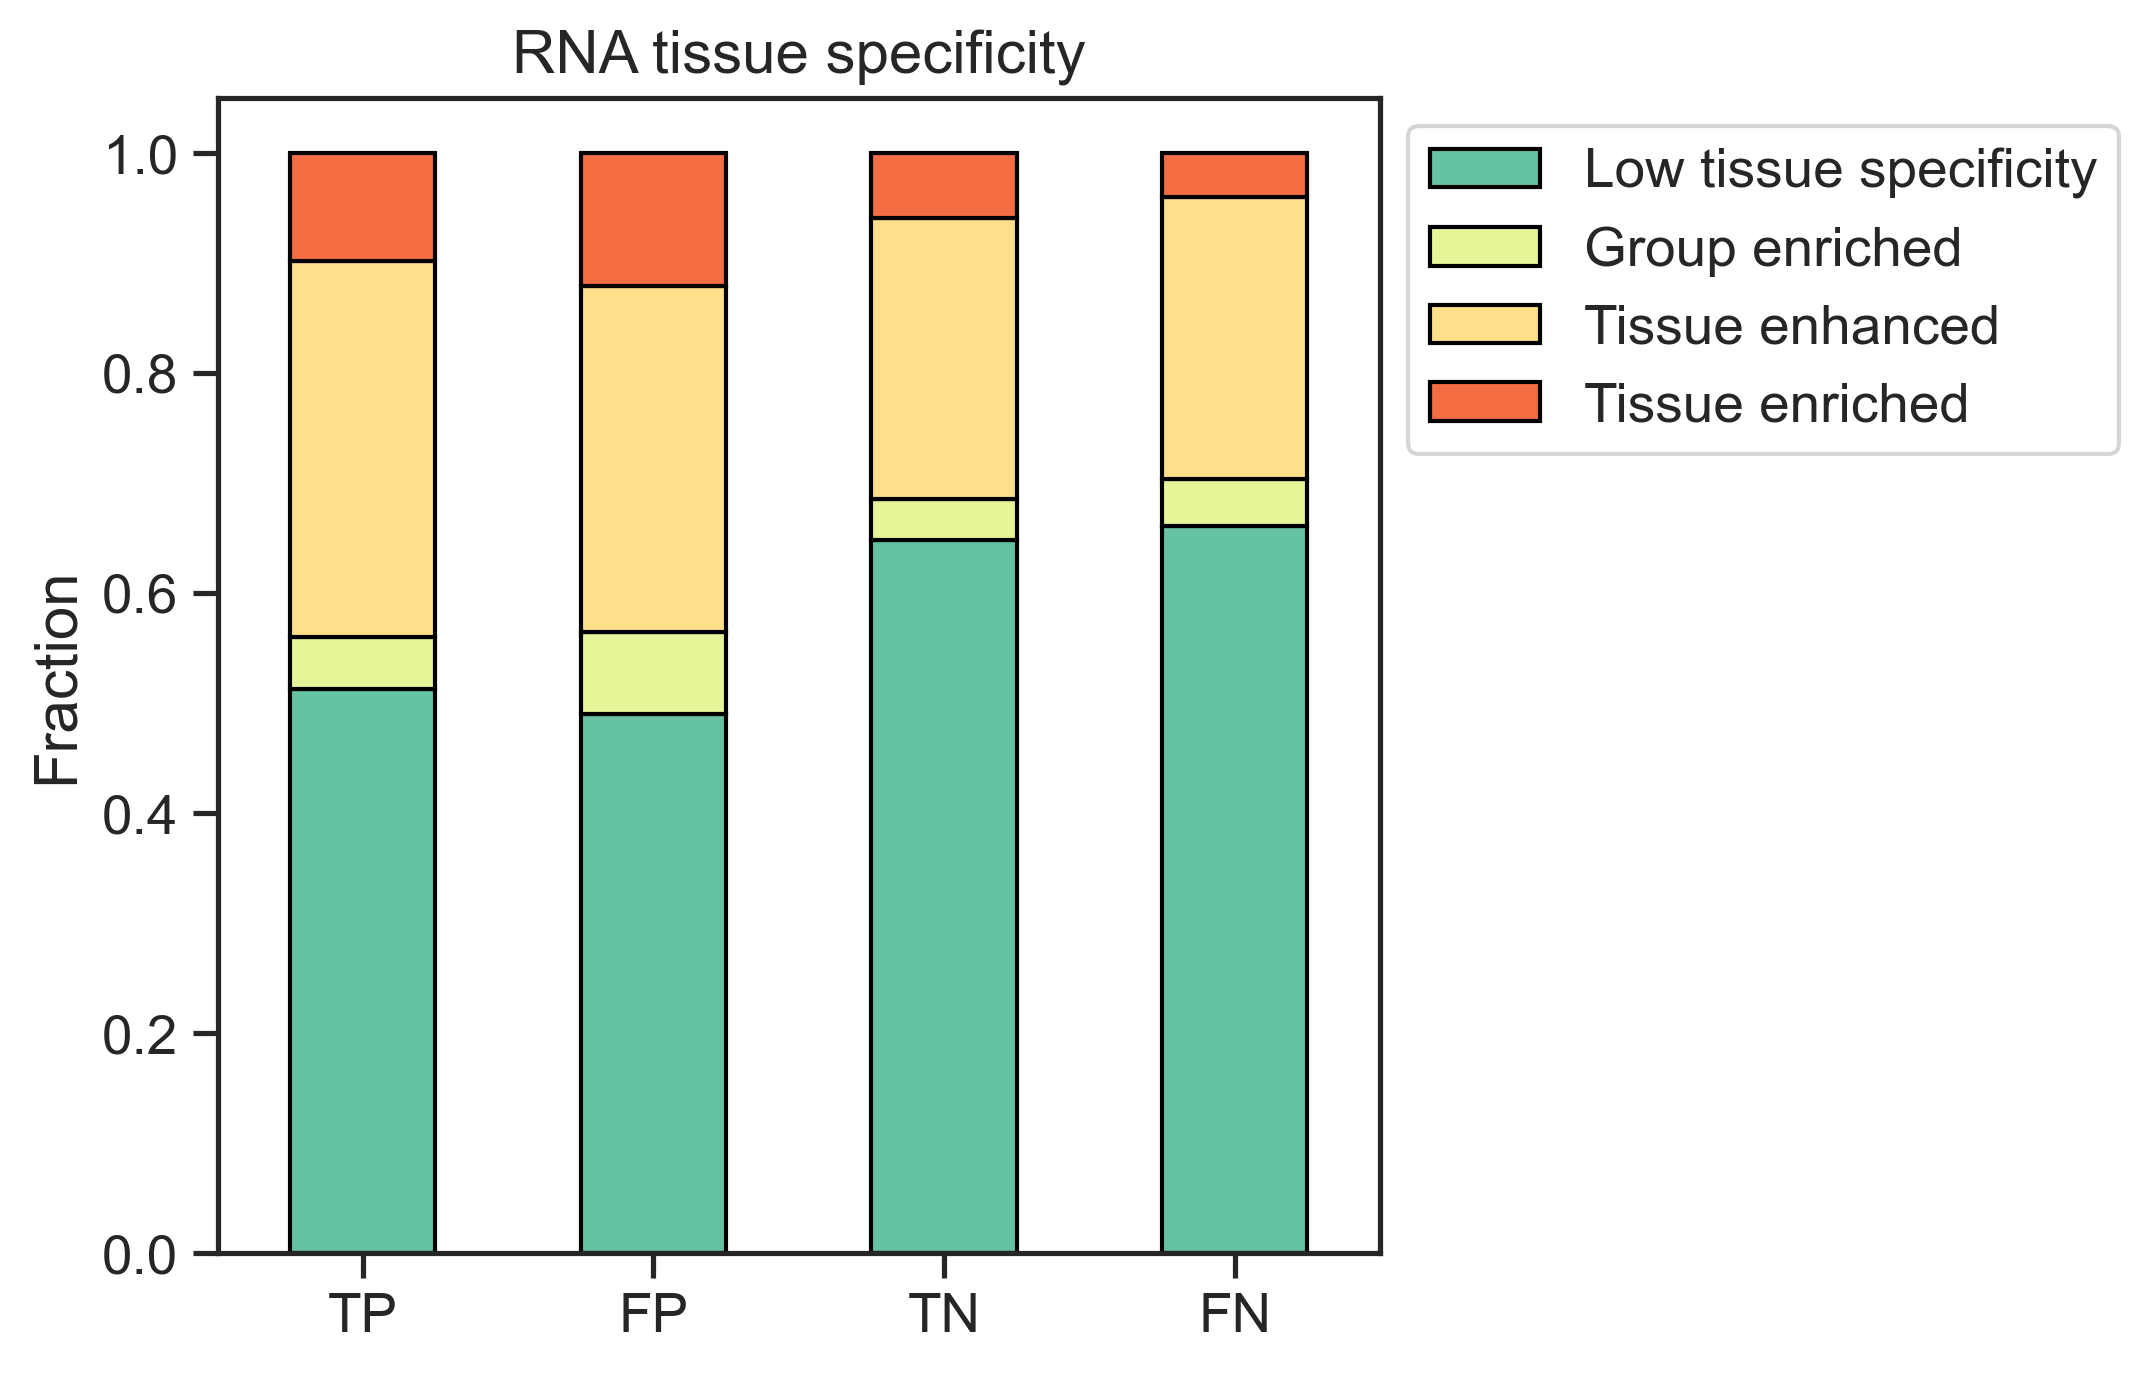 RNA tissue specificity
Fraction
1.0
0.8
0.6
0.4
0.2
0.0
TP
FP
TN
FN
Low tissue specificity
Group enriched
Tissue enhanced
Tissue enriched